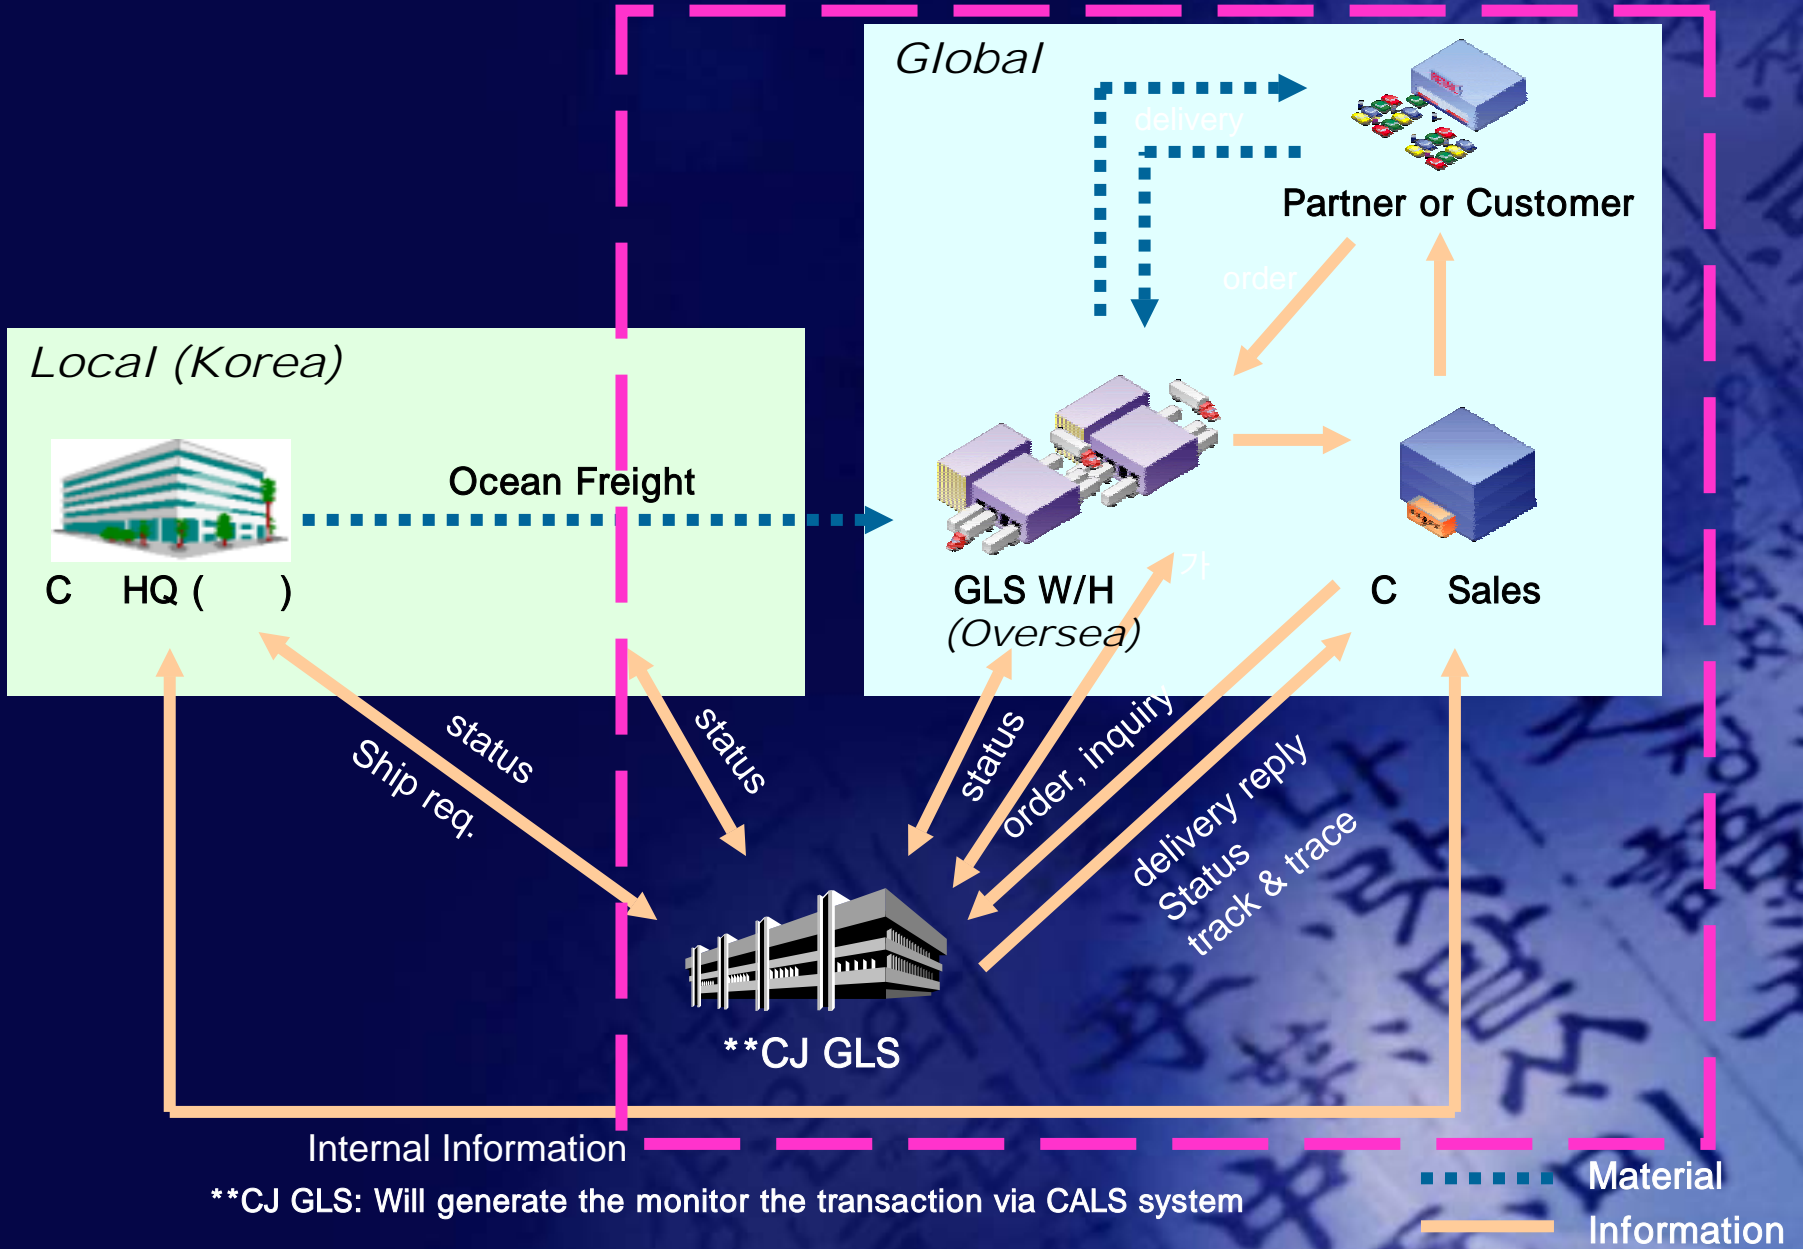 Global
delivery
Partner or Customer
order
Local (Korea)
Ocean Freight
C HQ ( )
GLS W/H
(Oversea)
가
C Sales
status
Ship req.
status
status
order, inquiry
delivery reply
Status
track & trace
**CJ GLS
Internal Information
**CJ GLS: Will generate the monitor the transaction via CALS system
Material
Information